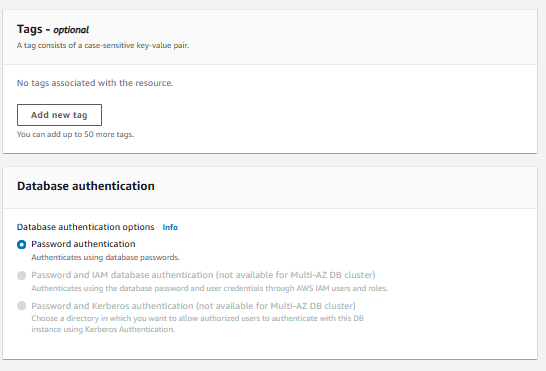 Tags - optional
A tag consists of a case-sensitive key-value pair.
No tags associated with the resource.
Add new tag
You can add up to 50 more tags.
Database authentication
Database authentication options Info
Password authentication
Authenticates using database passwords.
Password and IAM database authentication (not available for Multi-AZ DB cluster)
Authenticates using the database password and user credentials through AWS IAM users and roles.
Password and Kerberos authentication (not available for Multi-AZ DB cluster)
Choose a directory in which you want to allow authorized users to authenticate with this DB
instance using Kerberos Authentication.